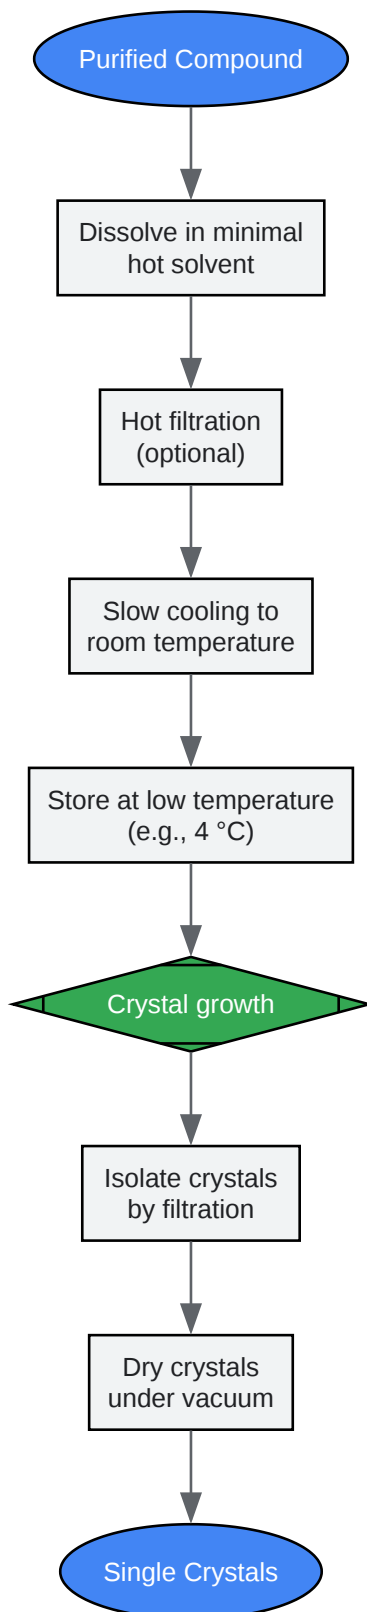 Purified Compound
Dissolve in minimal
hot solvent
Hot filtration
(optional)
Slow cooling to
room temperature
Store at low temperature
(e.g., 4 °C)
Crystal growth
Isolate crystals
by filtration
Dry crystals
under vacuum
Single Crystals